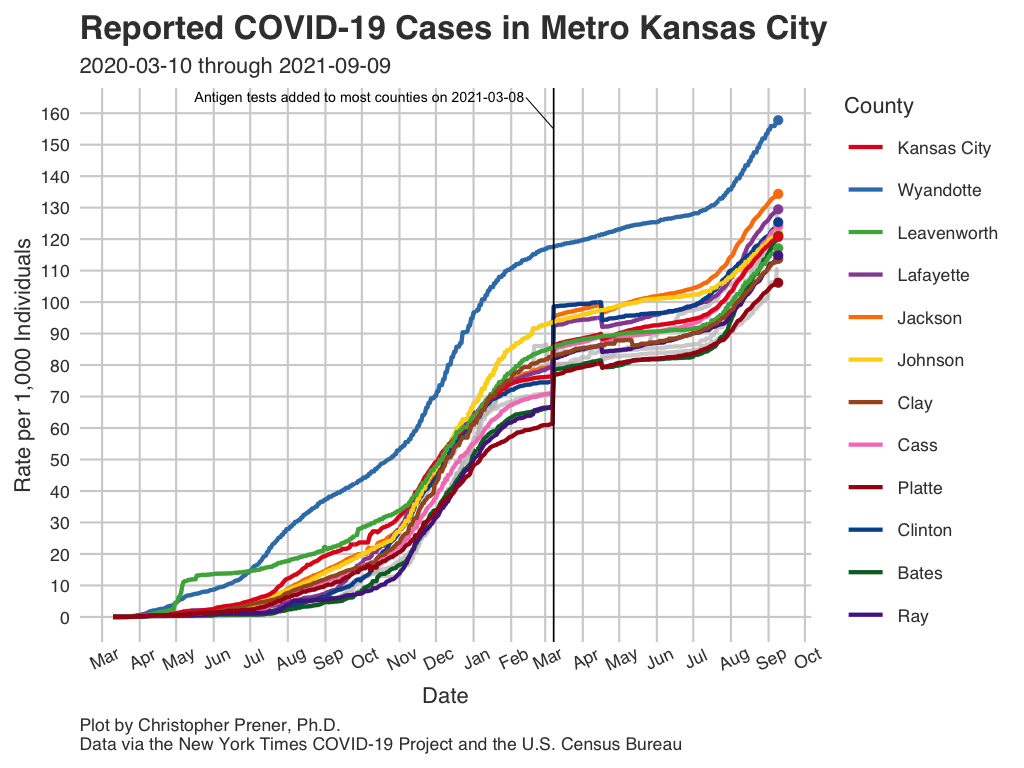 Reported COVID-19 Cases in Metro Kansas City
2020-03-10 through 2021-09-09
Antigen tests added to most counties on 2021-03-08
Rate per 1,000 Individuals
160
150
140
130
120
110
100
90
80
70
60
50
40
30
20
10
0
Mar Apr May Jun Jul Aug Sep Oct Nov Dec Jan Feb Mar Apr May Jun Jul Aug Sep Oct
Date
County
Kansas City
Wyandotte
Leavenworth
Lafayette
Jackson
Johnson
Clay
Cass
Platte
Clinton
Bates
Ray
Plot by Christopher Prener, Ph.D.
Data via the New York Times COVID-19 Project and the U.S. Census Bureau